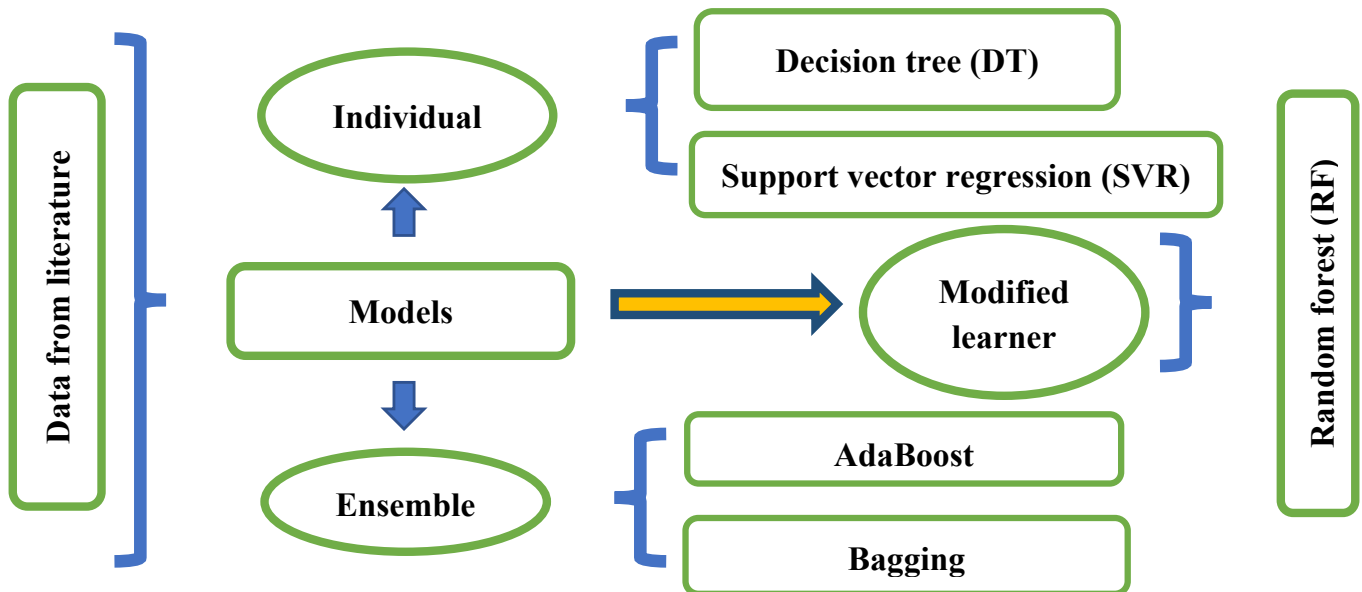 Data from literature
Individual
Decision tree (DT)
Support vector regression (SVR)
Models
Modified
learner
Random forest (RF)
Ensemble
AdaBoost
Bagging